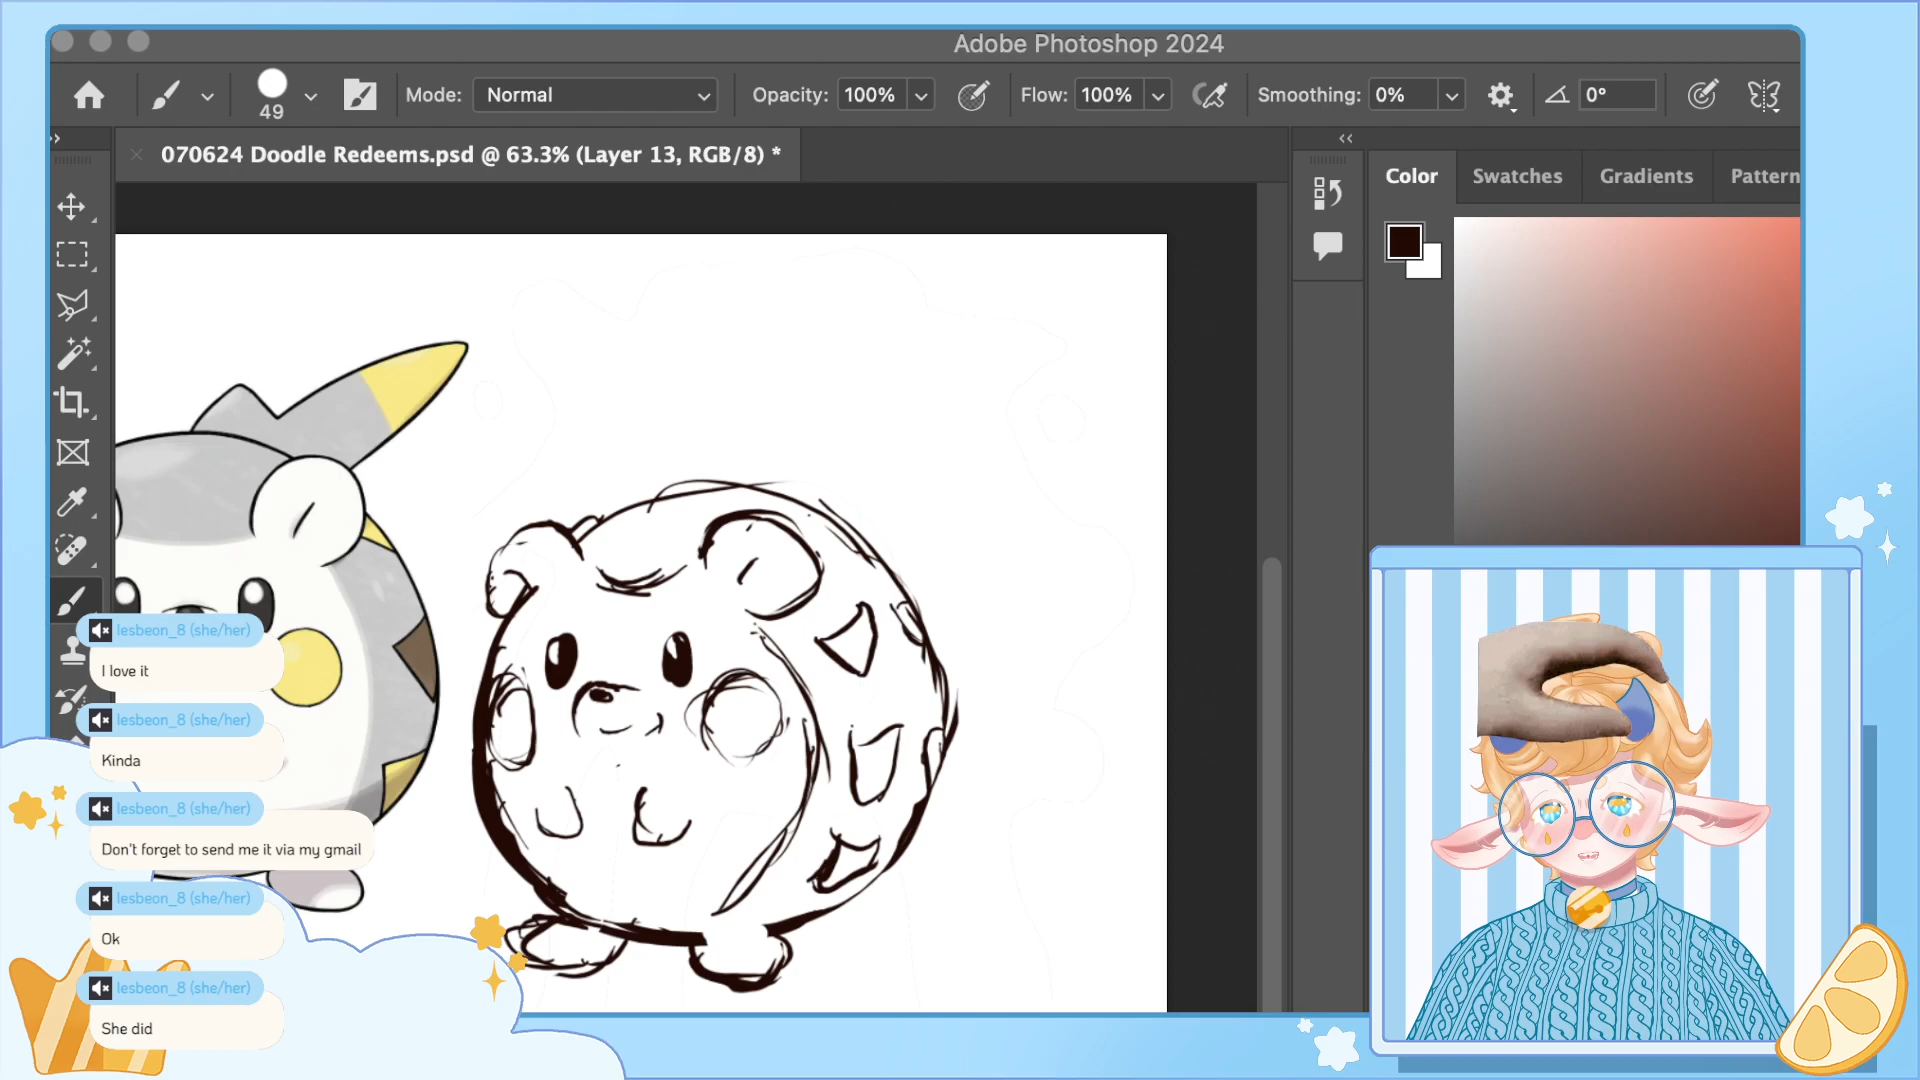 Adobe Photoshop 2024
49
Mode: Normal
Opacity: 100%
Flow: 100%
Smoothing: 0%
0°
070624 Doodle Redeems.psd @ 63.3% (Layer 13, RGB/8) *
Color
Swatches
Gradients
Pattern
lesbeon_8 (she/her)
I love it
lesbeon_8 (she/her)
Kinda
lesbeon_8 (she/her)
Don't forget to send me it via my gmail
lesbeon_8 (she/her)
Ok
lesbeon_8 (she/her)
She did